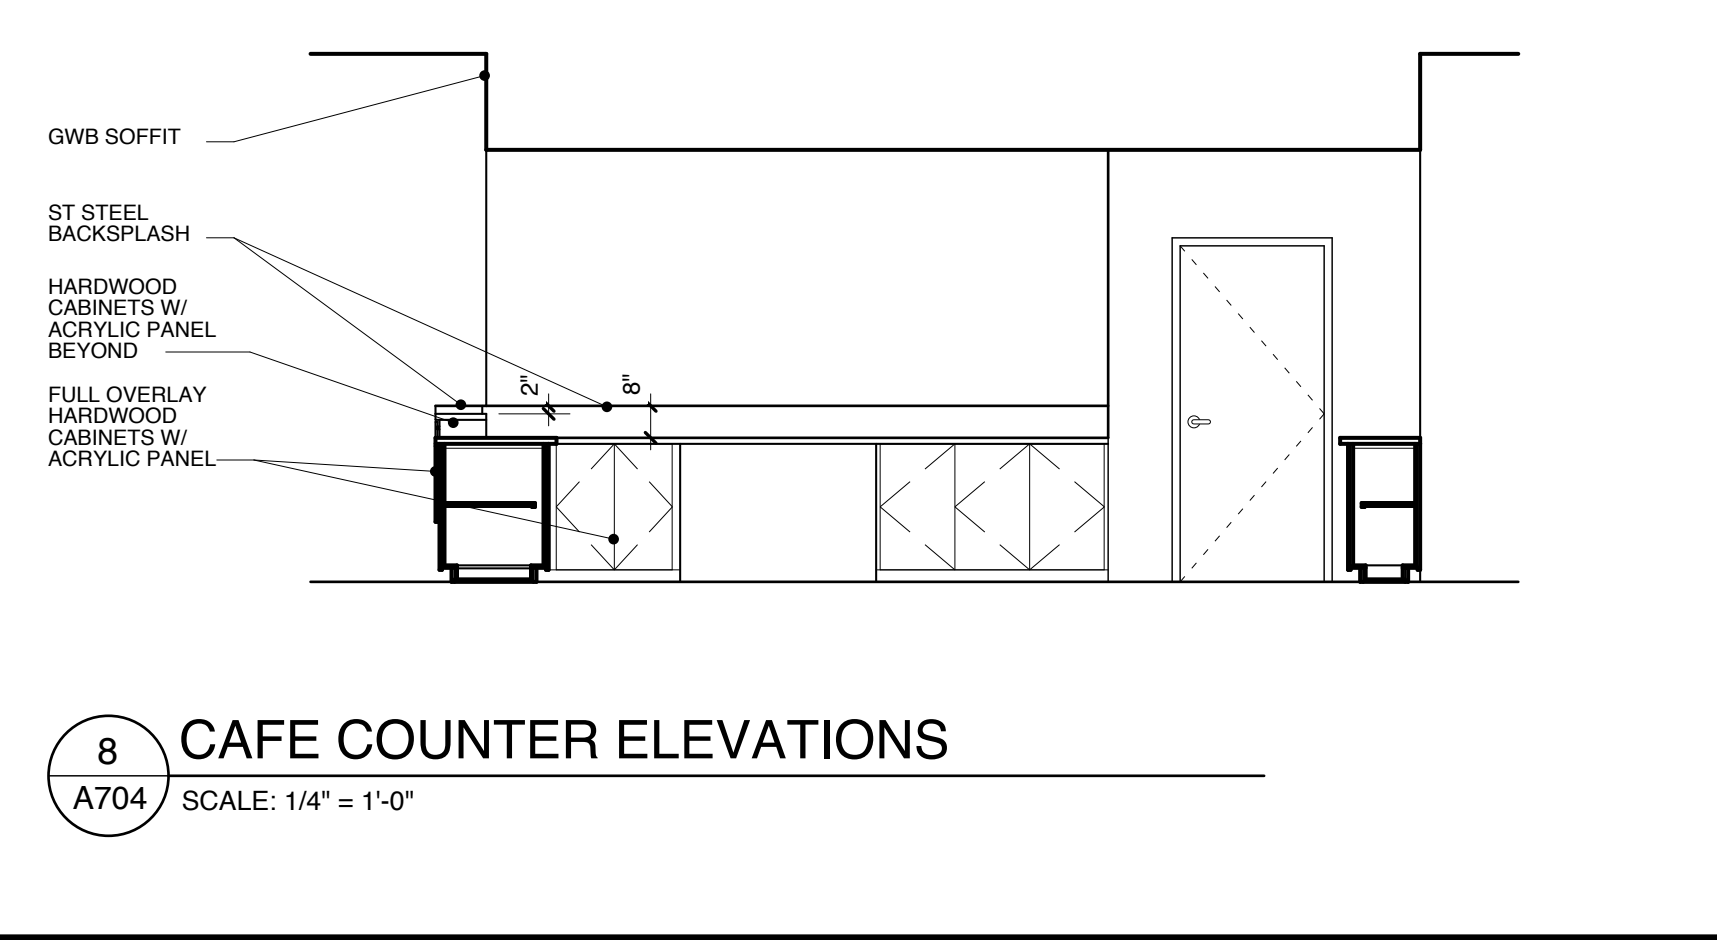 GWB SOFFIT
ST STEEL
BACKSPLASH
HARDWOOD
CABINETS W/
ACRYLIC PANEL
BEYOND
FULL OVERLAY
HARDWOOD
CABINETS W/
ACRYLIC PANEL
2"
8"
8
A704
CAFE COUNTER ELEVATIONS
SCALE: 1/4" = 1'-0"